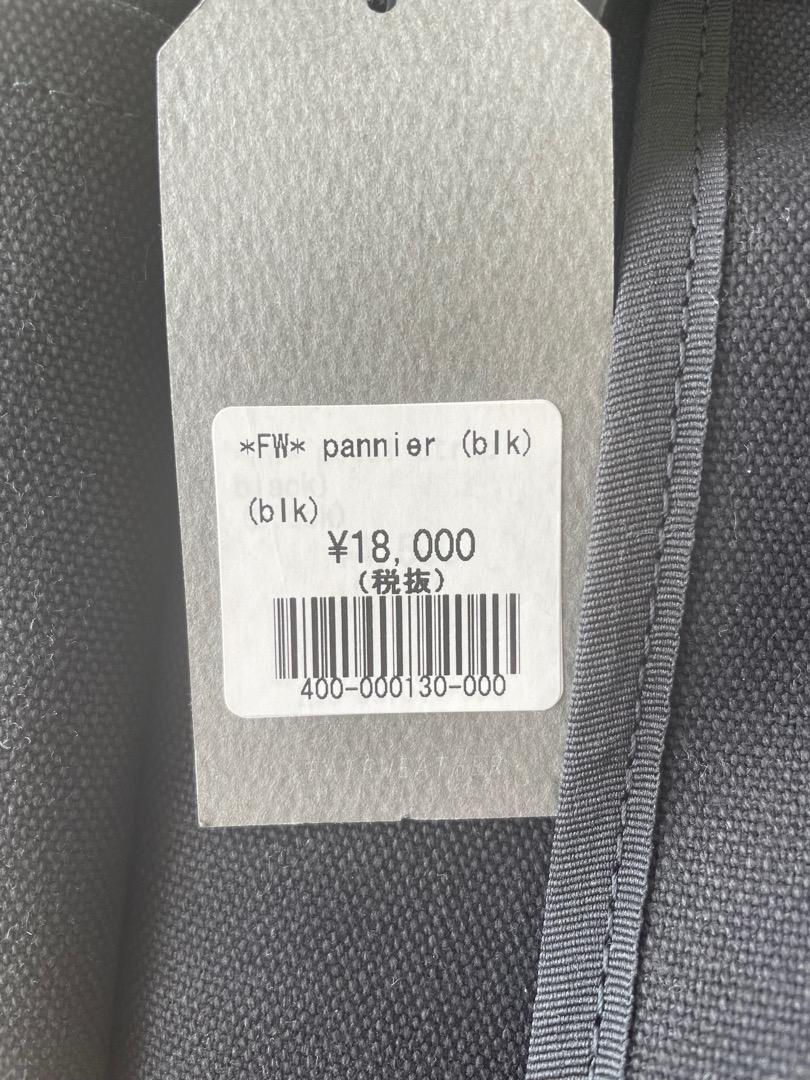 *FW* pannier (blk)
(blk)
¥18,000
(税抜)
400-000130-000